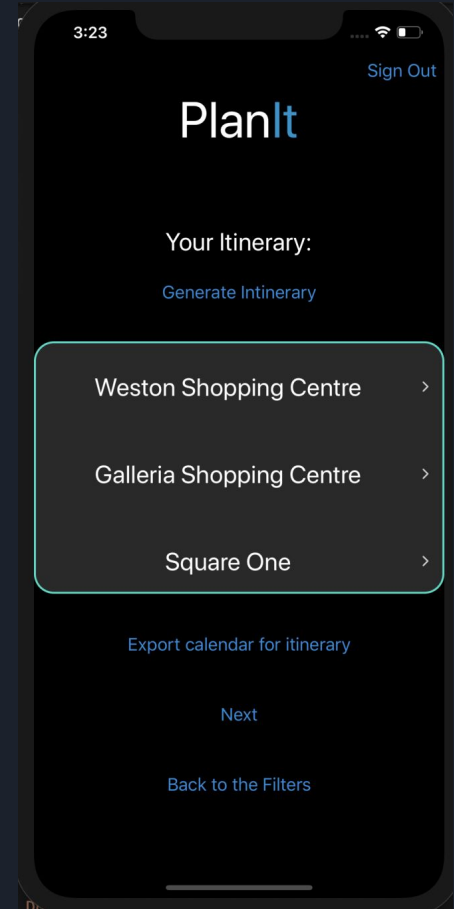 3:23
Sign Out
PlanIt
Your Itinerary:
Generate Intinerary
Weston Shopping Centre
Galleria Shopping Centre
Square One
Export calendar for itinerary
Next
Back to the Filters